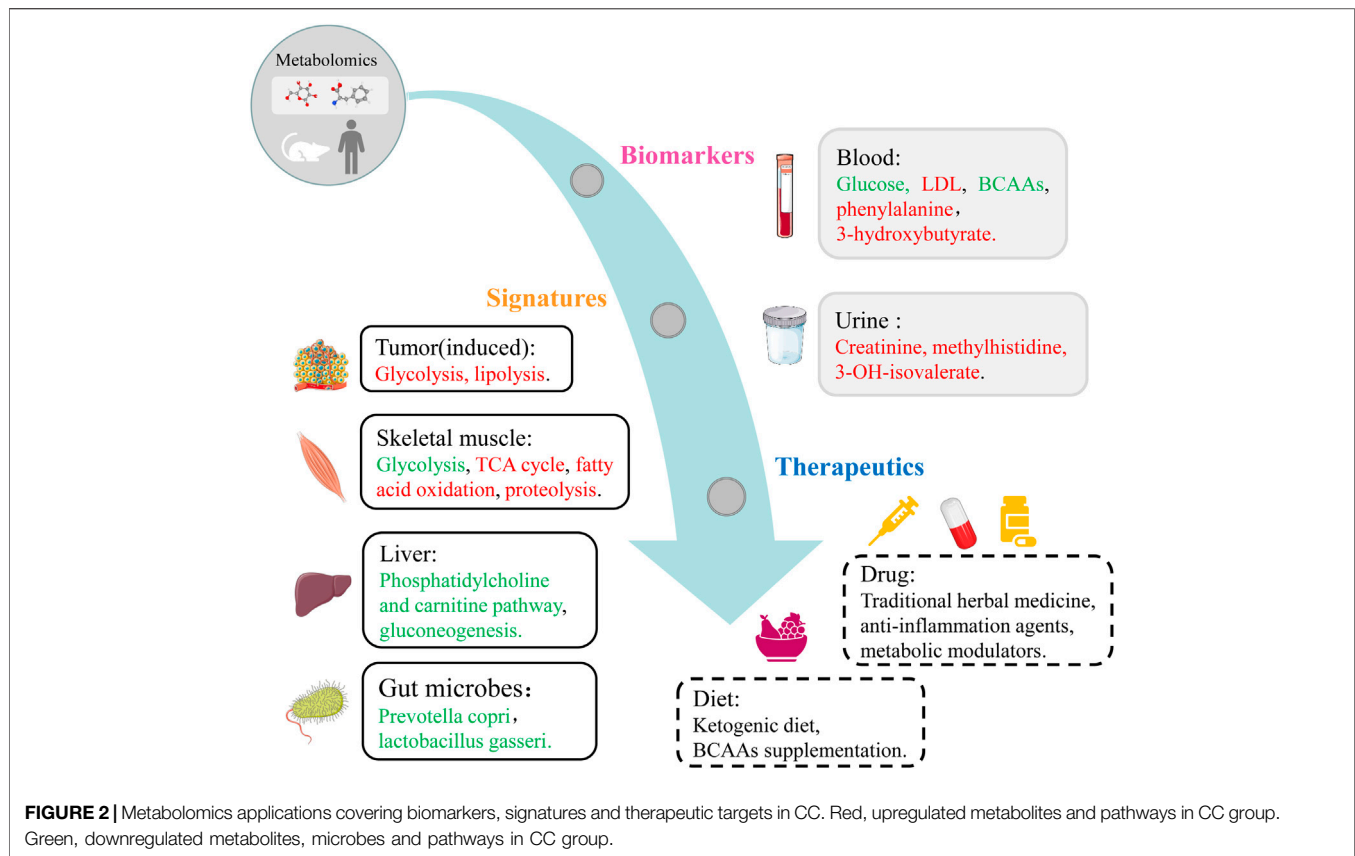 Metabolomics
Biomarkers
Blood:
Glucose, LDL, BCAAs,
phenylalanine，
3-hydroxybutyrate.
Urine :
Creatinine, methylhistidine,
3-OH-isovalerate.
Signatures
Tumor(induced):
Glycolysis, lipolysis.
Skeletal muscle:
Glycolysis, TCA cycle, fatty
acid oxidation, proteolysis.
Liver:
Phosphatidylcholine
and carnitine pathway,
gluconeogenesis.
Gut microbes：
Prevotella copri，
lactobacillus gasseri.
Therapeutics
Drug:
Traditional herbal medicine,
anti-inflammation agents,
metabolic modulators.
Diet:
Ketogenic diet,
BCAAs supplementation.
FIGURE 2 | Metabolomics applications covering biomarkers, signatures and therapeutic targets in CC. Red, upregulated metabolites and pathways in CC group.
Green, downregulated metabolites, microbes and pathways in CC group.